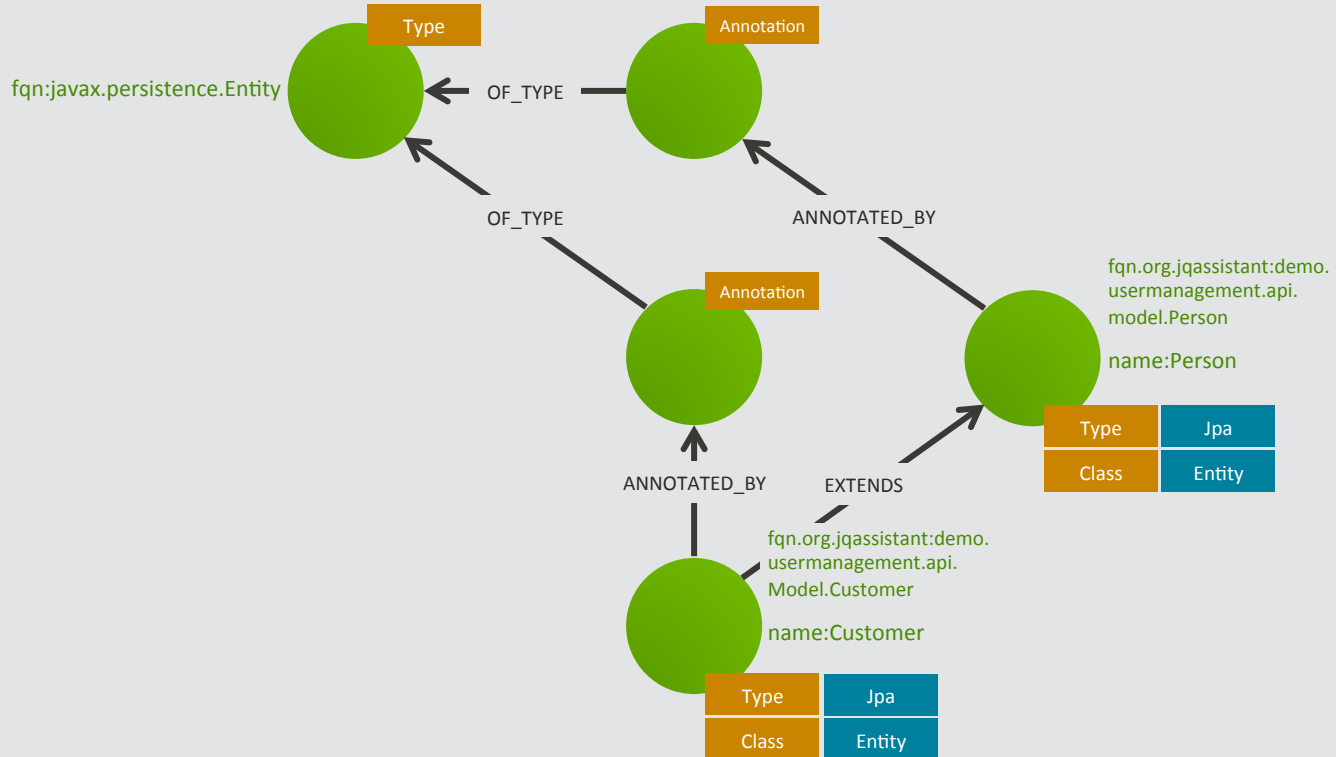 Type
Annotation
fqn:javax.persistence.Entity
OF_TYPE
OF_TYPE
ANNOTATED_BY
Annotation
fqn.org.jqassistant:demo.
usermanagement.api.
model.Person
name:Person
Type
Jpa
Class
Entity
ANNOTATED_BY
EXTENDS
fqn.org.jqassistant:demo.
usermanagement.api.
Model.Customer
name:Customer
Type
Jpa
Class
Entity